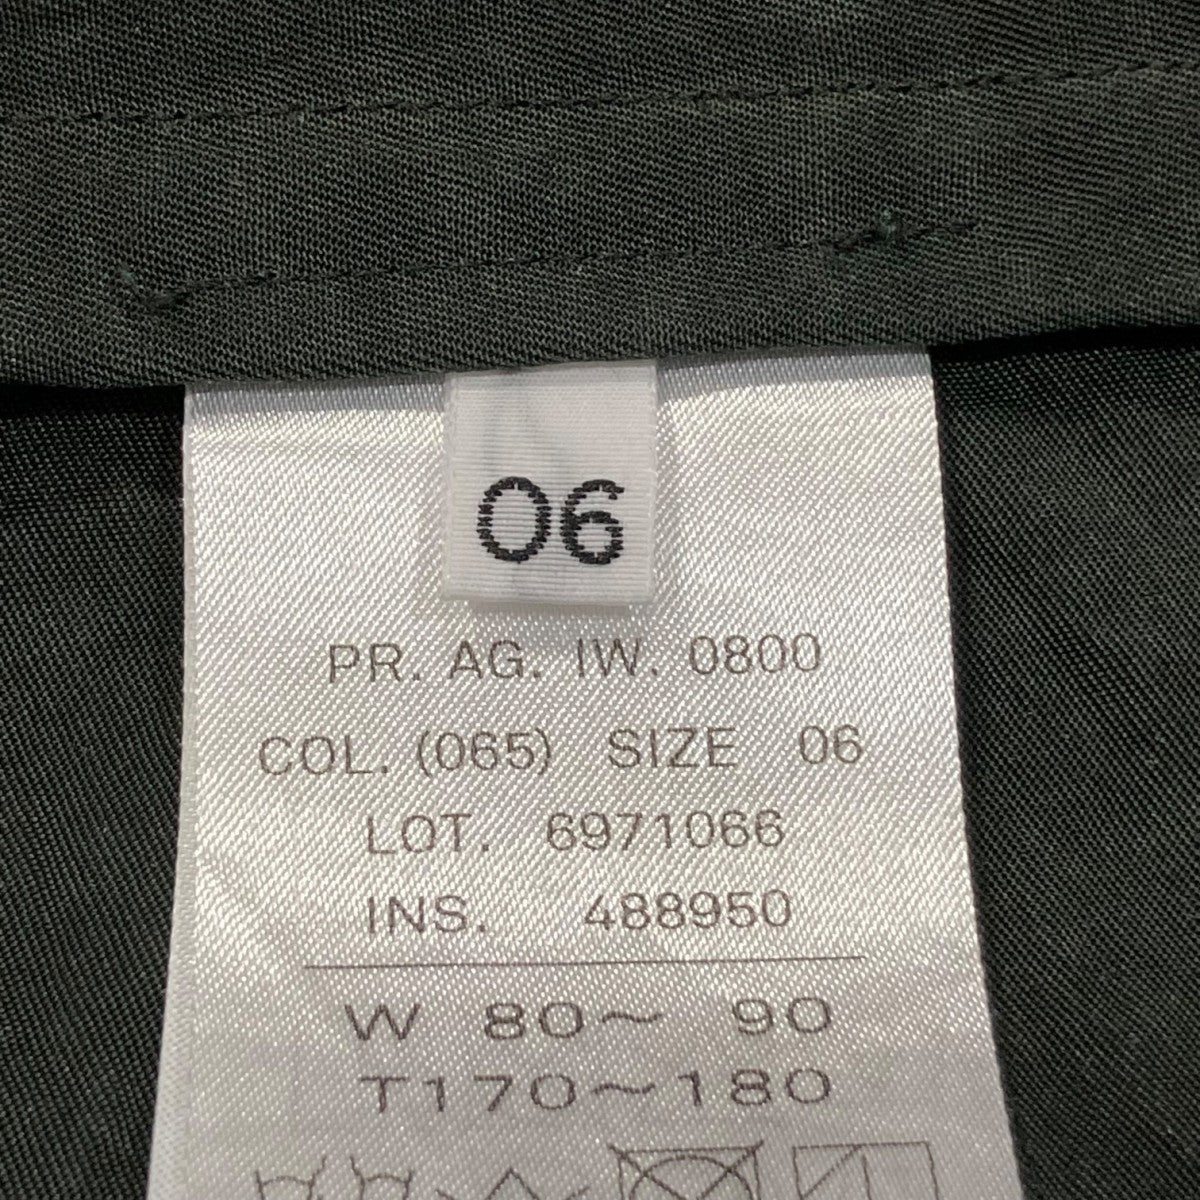 06
PR. AG. IW. 0800
COL. (065) SIZE 06
LOT. 6971066
INS. 488950
W 80～ 90
T170～180